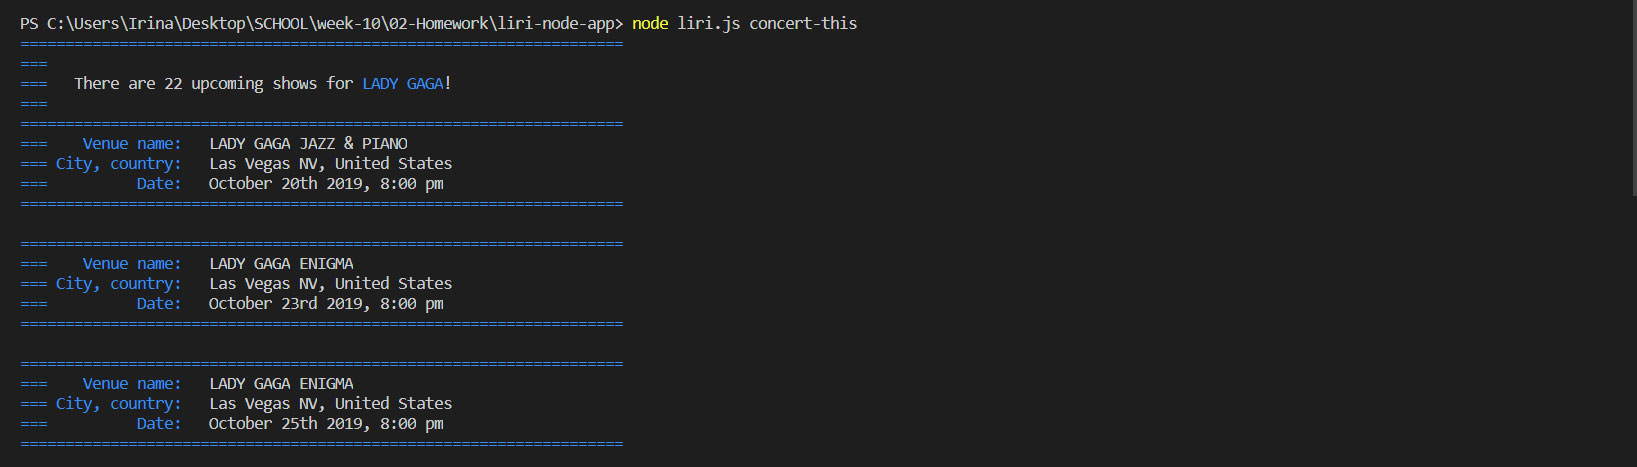 PS C:\Users\Irina\Desktop\SCHOOL\week-10\02-Homework\liri-node-app> node liri.js concert-this
===================================================================
===
===   There are 22 upcoming shows for LADY GAGA!
===
===================================================================
===    Venue name:   LADY GAGA JAZZ & PIANO
=== City, country:   Las Vegas NV, United States
===          Date:   October 20th 2019, 8:00 pm
===================================================================
===================================================================
===    Venue name:   LADY GAGA ENIGMA
=== City, country:   Las Vegas NV, United States
===          Date:   October 23rd 2019, 8:00 pm
===================================================================
===================================================================
===    Venue name:   LADY GAGA ENIGMA
=== City, country:   Las Vegas NV, United States
===          Date:   October 25th 2019, 8:00 pm
===================================================================